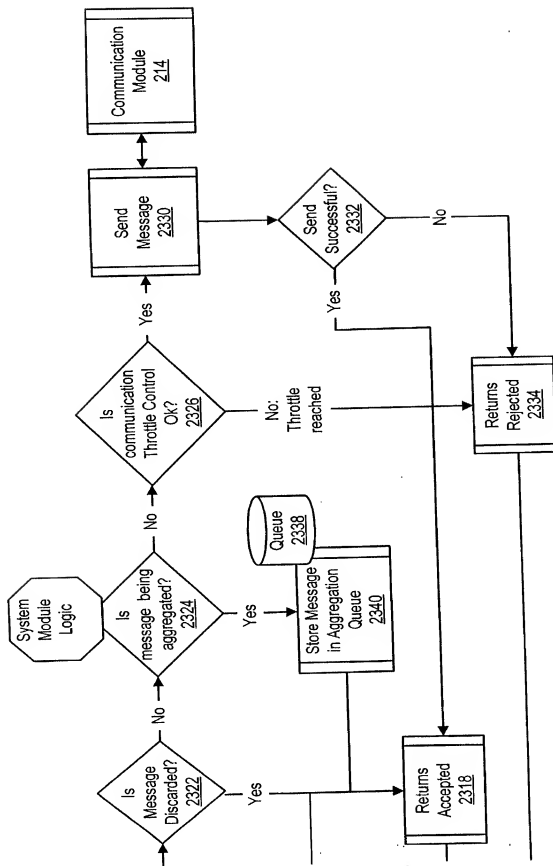 Is
Message
Discarded?
2322
No
Yes
System
Module
Logic
Is
message being
aggregated?
2324
No
Yes
Queue
2338
Store Message
in Aggregation
Queue
2340
Is
communication
Throttle Control
Ok?
2326
Yes
No:
Throttle
reached
Send
Message
2330
Communication
Module
214
Send
Successful?
2332
Yes
No
Returns
Accepted
2318
Returns
Rejected
2334